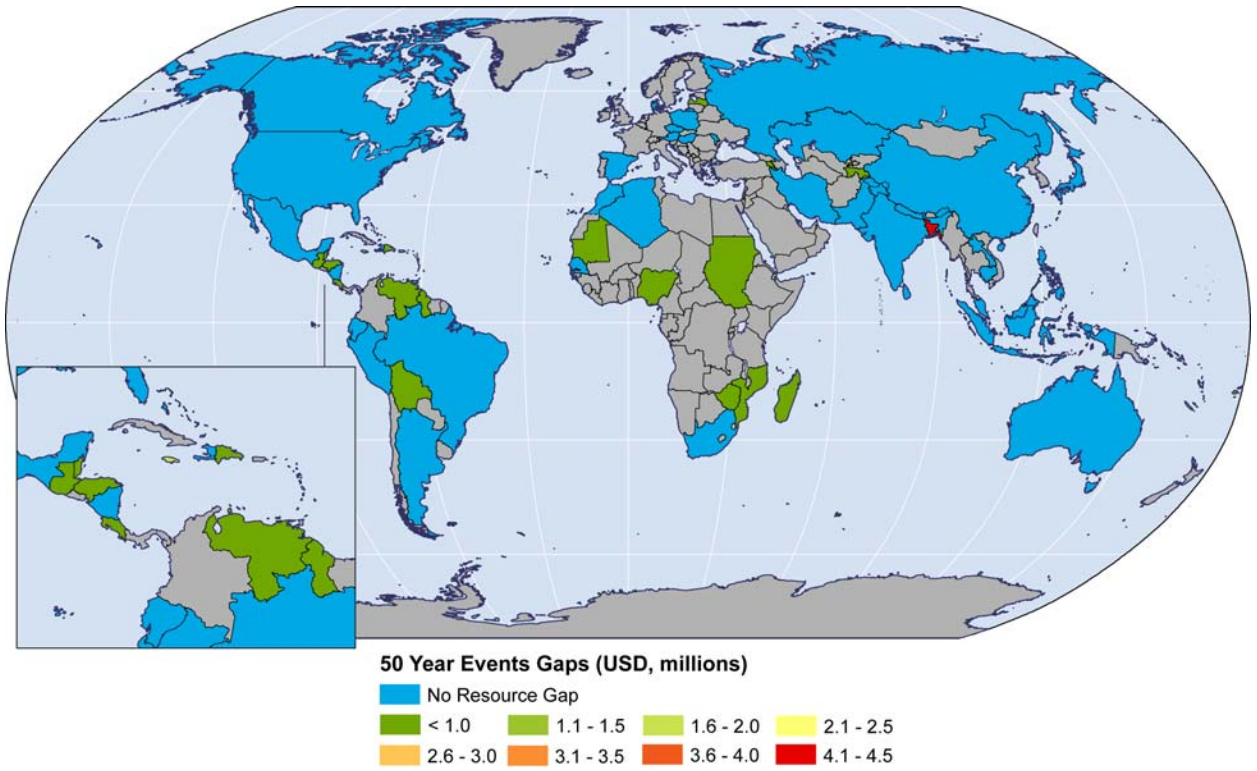 50 Year Events Gaps (USD, millions)
No Resource Gap
< 1.0 1.1 - 1.5 1.6 - 2.0 2.1 - 2.5
2.6 - 3.0 3.1 - 3.5 3.6 - 4.0 4.1 - 4.5